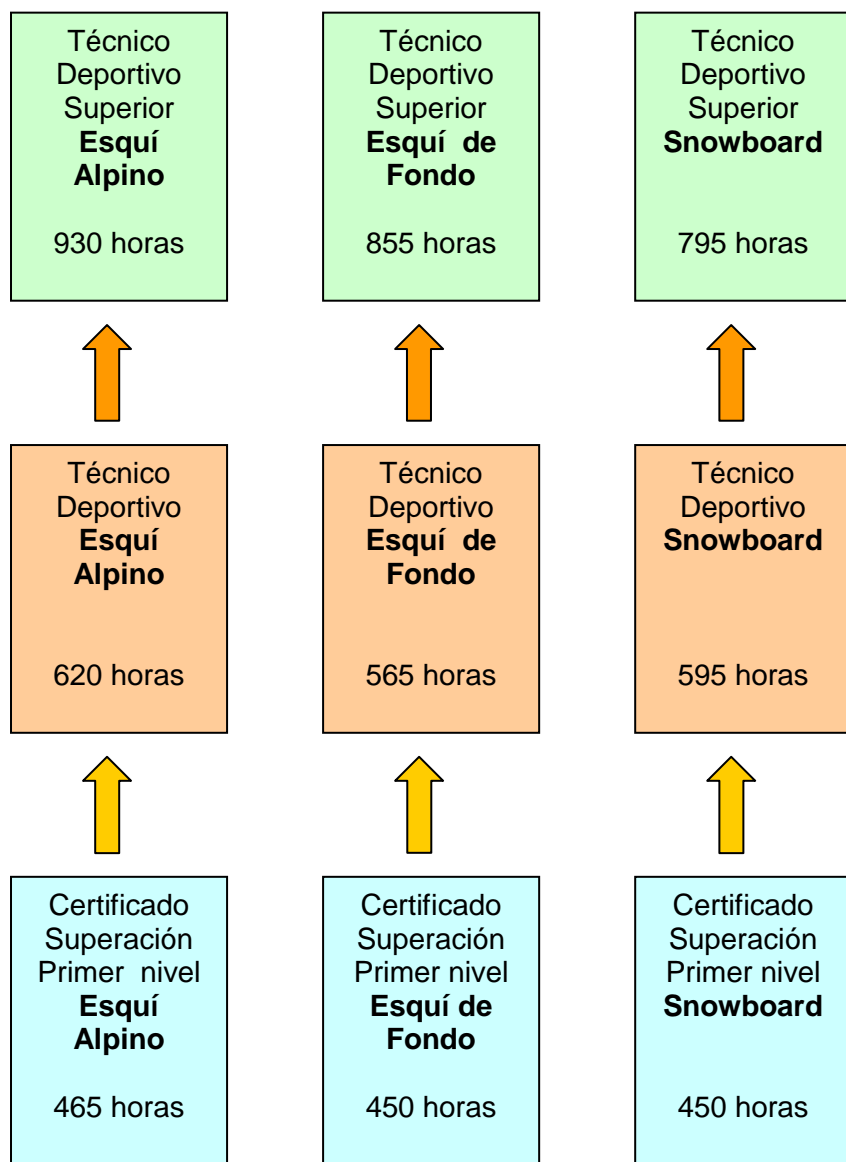 Técnico
Deportivo
Superior
Esquí
Alpino
930 horas
Técnico
Deportivo
Superior
Esquí de
Fondo
855 horas
Técnico
Deportivo
Superior
Snowboard
795 horas
Técnico
Deportivo
Esquí
Alpino
620 horas
Técnico
Deportivo
Esquí de
Fondo
565 horas
Técnico
Deportivo
Snowboard
595 horas
Certificado
Superación
Primer nivel
Esquí
Alpino
465 horas
Certificado
Superación
Primer nivel
Esquí de
Fondo
450 horas
Certificado
Superación
Primer nivel
Snowboard
450 horas